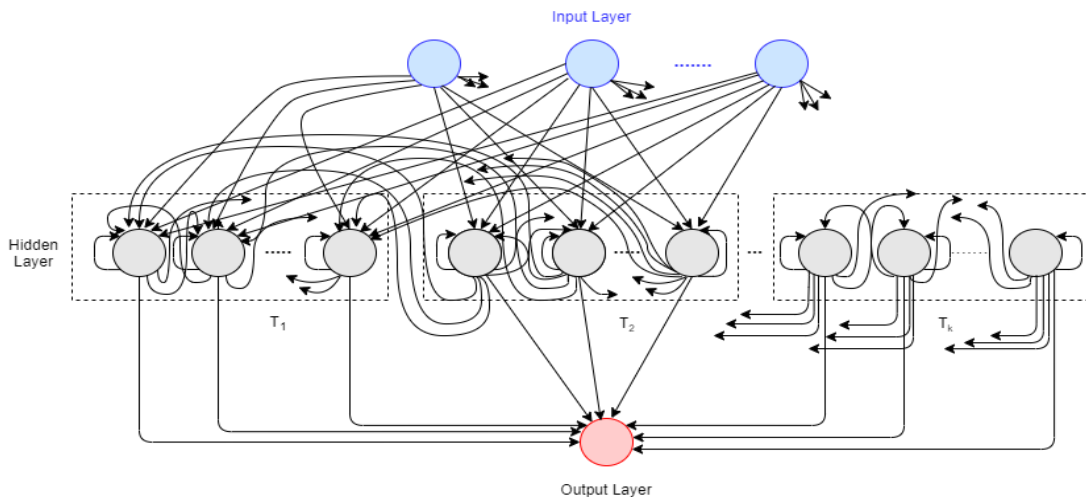 Input Layer
Hidden
Layer
T1
T2
Tk
Output Layer